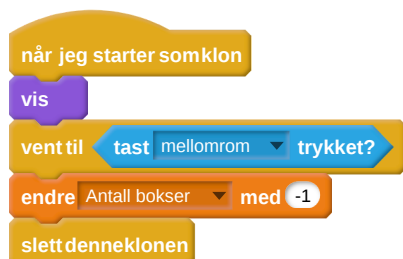 når jeg starter som klon
vis
vent til tast mellomrom trykket?
endre Antall bokser med -1
slett denne klonen